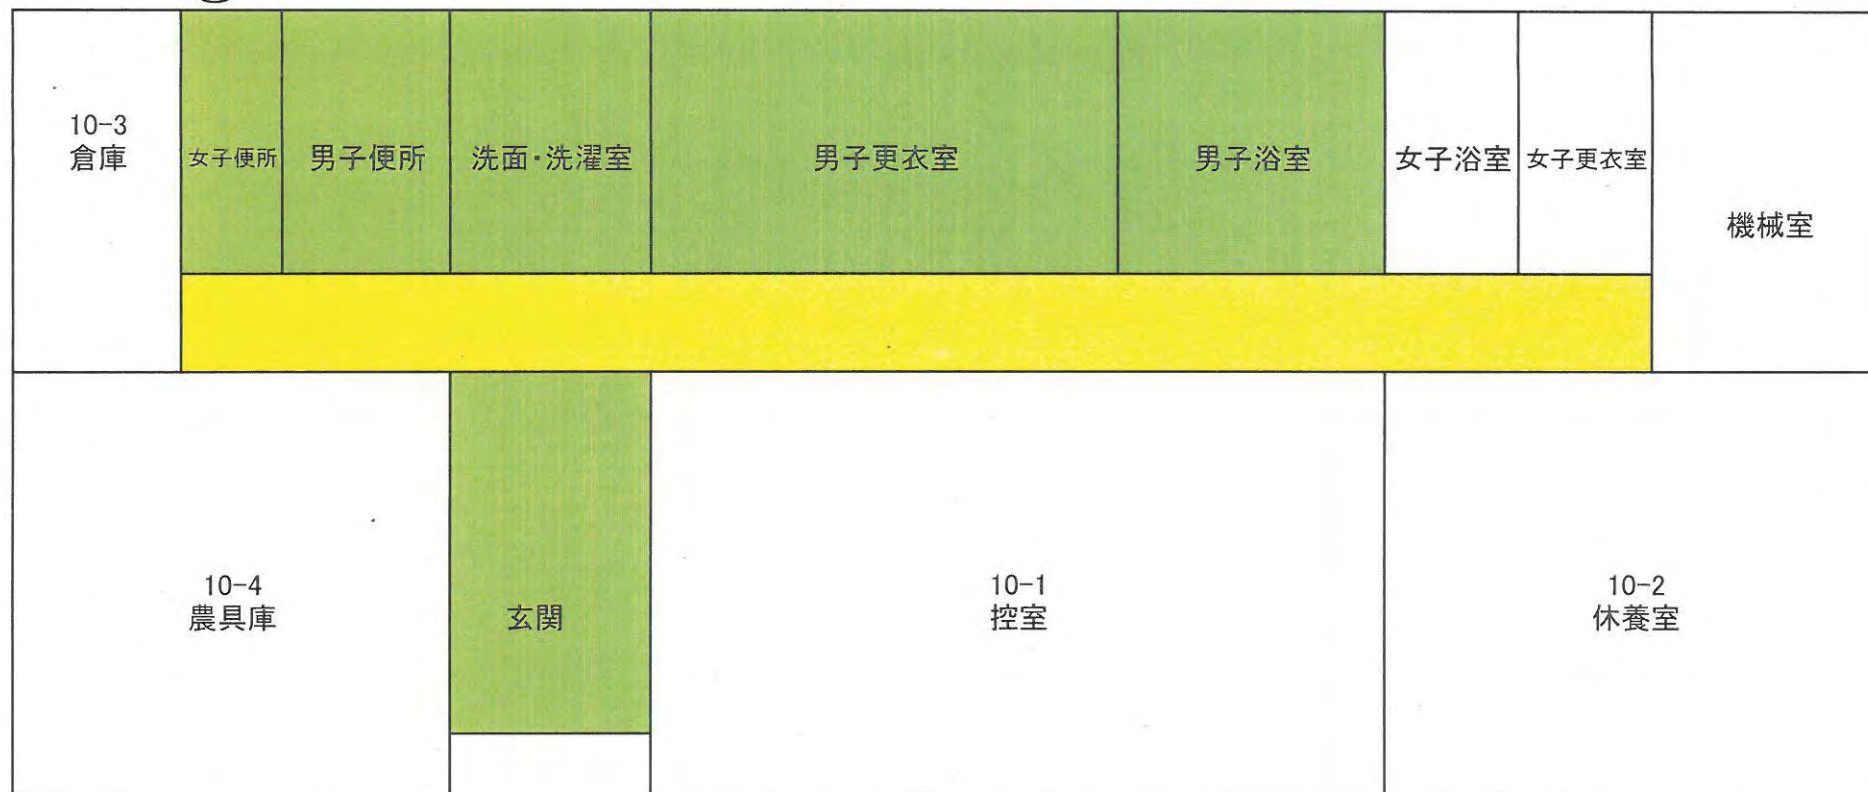 10-3
倉庫
女子便所
男子便所
洗面・洗濯室
男子更衣室
男子浴室
女子浴室
女子更衣室
機械室
10-4
農具庫
玄関
10-1
控室
10-2
休養室